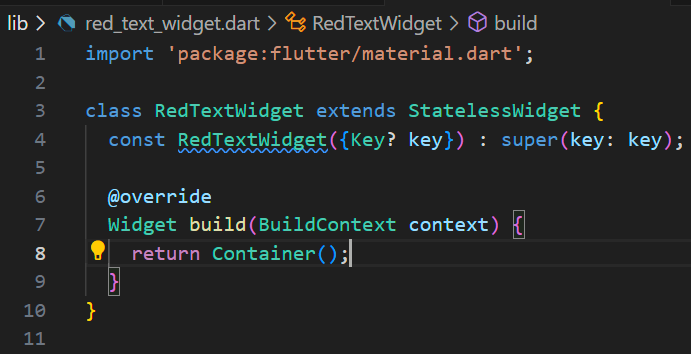 lib > red_text_widget.dart > RedTextWidget > build
1 import 'package:flutter/material.dart';
2
3 class RedTextWidget extends StatelessWidget {
4   const RedTextWidget({Key? key}) : super(key: key);
5
6   @override
7   Widget build(BuildContext context) {
8     return Container();
9   }
10 }
11